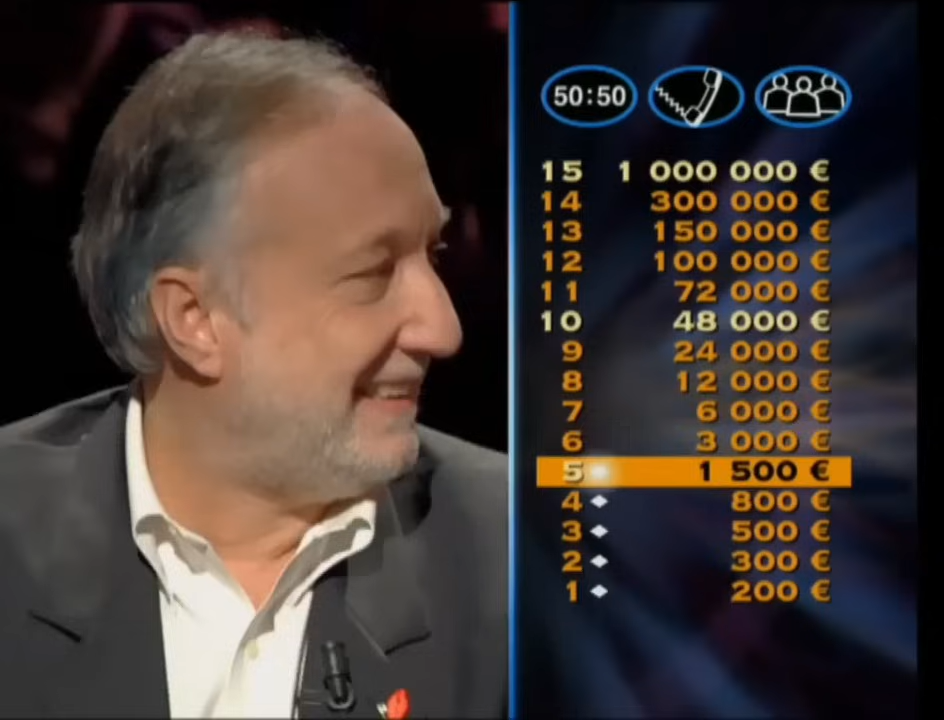 50:50
15 1 000 000 €
14 300 000 €
13 150 000 €
12 100 000 €
11 72 000 €
10 48 000 €
9 24 000 €
8 12 000 €
7 6 000 €
6 3 000 €
5 1 500 €
4 800 €
3 500 €
2 300 €
1 200 €